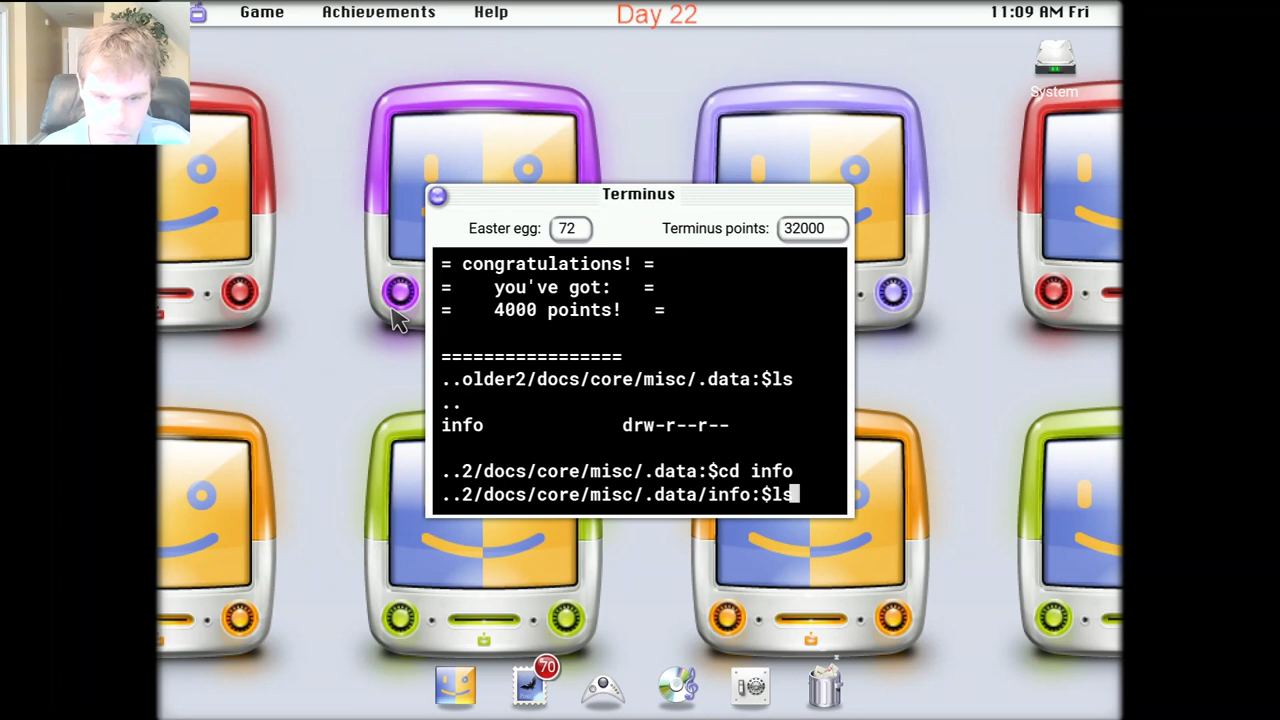 Game Achievements Help Day 22 11:09 AM Fri
System
Terminus
Easter egg: 72 Terminus points: 32000
= congratulations! =
= you've got: =
= 4000 points! =
=================
..older2/docs/core/misc/.data:$ls
..
info drw-r--r--
..2/docs/core/misc/.data:$cd info
..2/docs/core/misc/.data/info:$ls
70